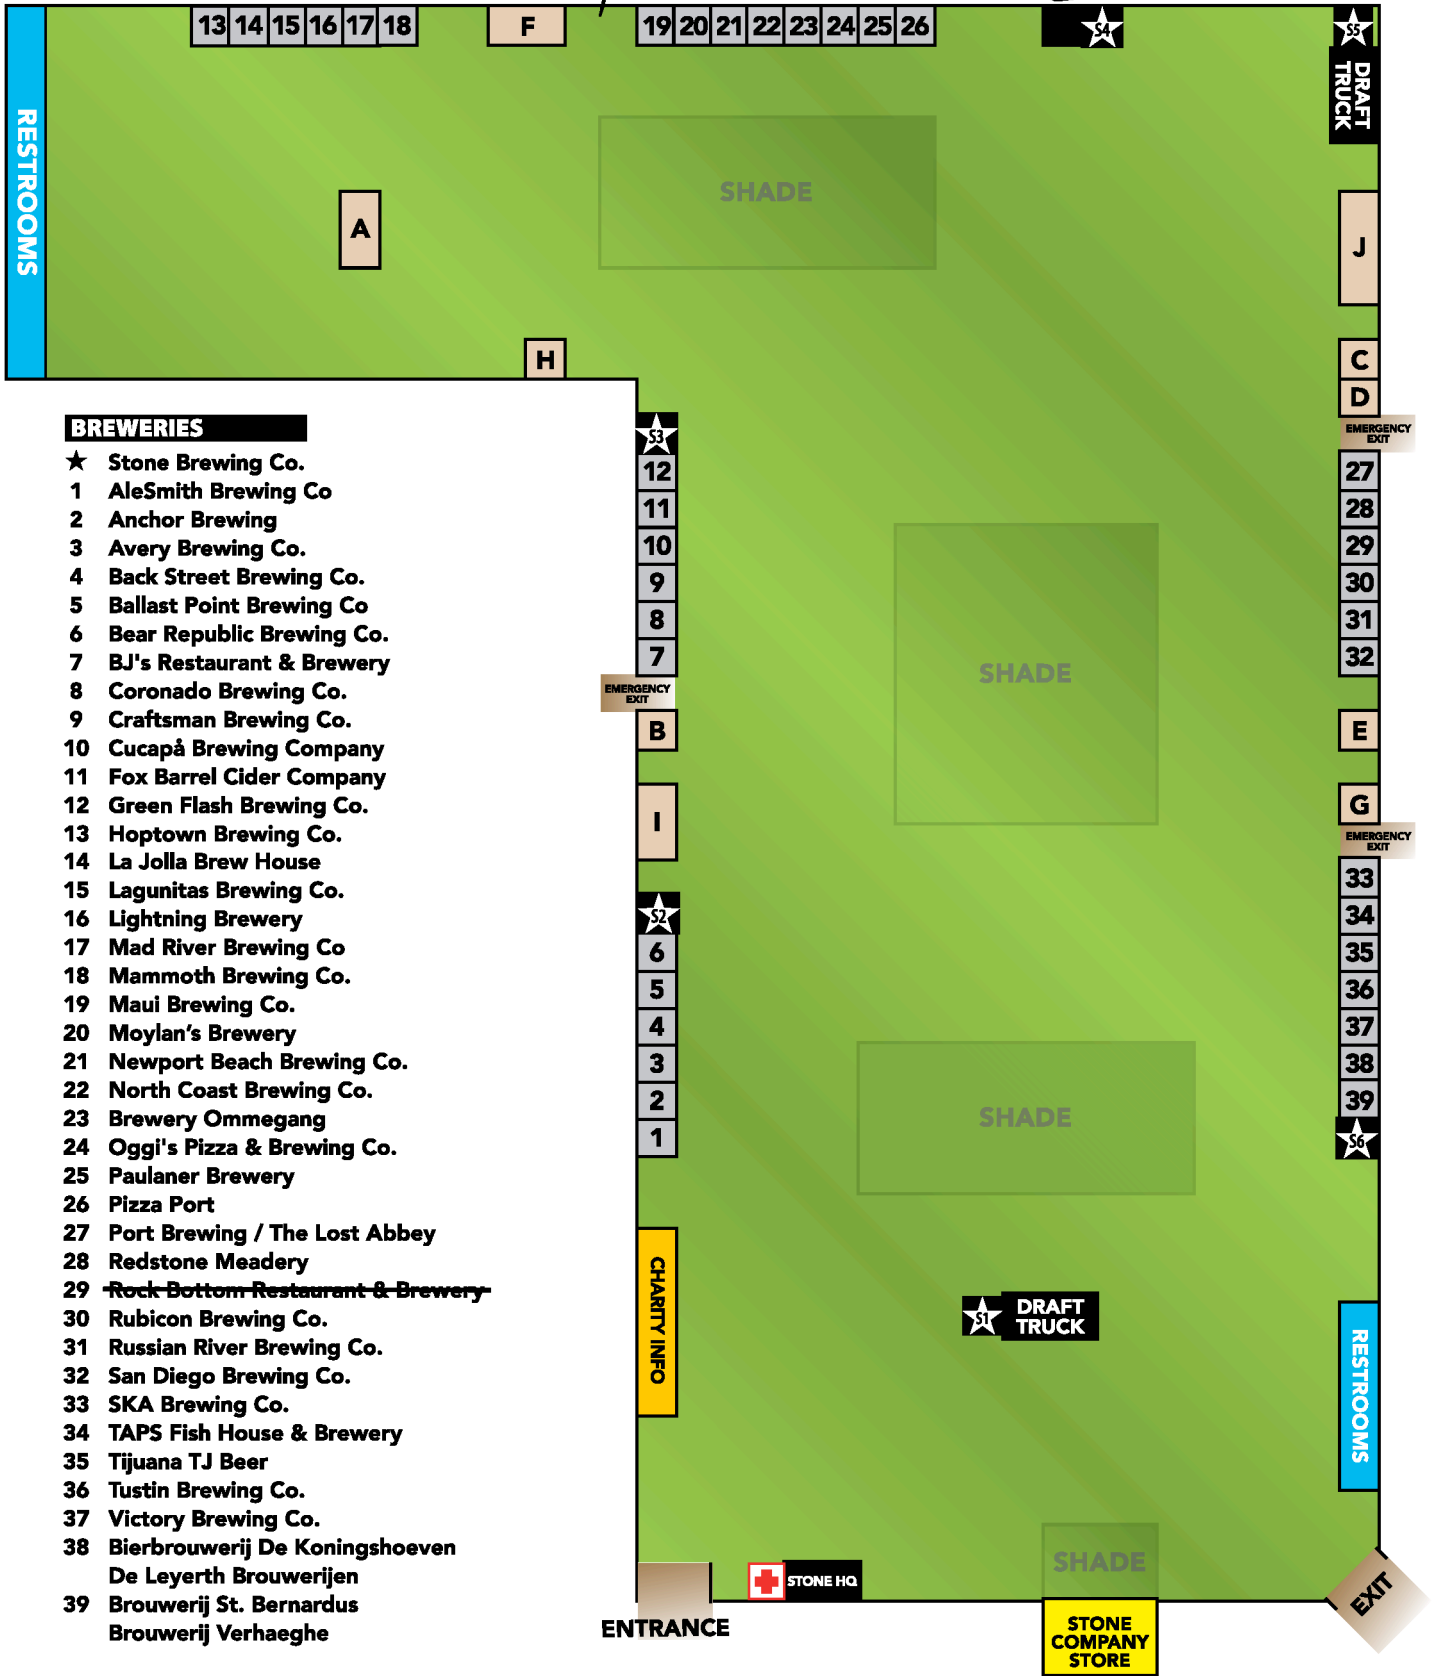 13 14 15 16 17 18 F 19 20 21 22 23 24 25 26 S4 S5
DRAFT
TRUCK
RESTROOMS
SHADE
A
J
H
C
D
EMERGENCY
EXIT
BREWERIES
★ Stone Brewing Co.
1 AleSmith Brewing Co
2 Anchor Brewing
3 Avery Brewing Co.
4 Back Street Brewing Co.
5 Ballast Point Brewing Co
6 Bear Republic Brewing Co.
7 BJ's Restaurant & Brewery
8 Coronado Brewing Co.
9 Craftsman Brewing Co.
10 Cucapå Brewing Company
11 Fox Barrel Cider Company
12 Green Flash Brewing Co.
13 Hoptown Brewing Co.
14 La Jolla Brew House
15 Lagunitas Brewing Co.
16 Lightning Brewery
17 Mad River Brewing Co
18 Mammoth Brewing Co.
19 Maui Brewing Co.
20 Moylan’s Brewery
21 Newport Beach Brewing Co.
22 North Coast Brewing Co.
23 Brewery Ommegang
24 Oggi's Pizza & Brewing Co.
25 Paulaner Brewery
26 Pizza Port
27 Port Brewing / The Lost Abbey
28 Redstone Meadery
29 Rock Bottom Restaurant & Brewery
30 Rubicon Brewing Co.
31 Russian River Brewing Co.
32 San Diego Brewing Co.
33 SKA Brewing Co.
34 TAPS Fish House & Brewery
35 Tijuana TJ Beer
36 Tustin Brewing Co.
37 Victory Brewing Co.
38 Bierbrouwerij De Koningshoeven
De Leyerth Brouwerijen
39 Brouwerij St. Bernardus
Brouwerij Verhaeghe
S3
12
11
10
9
8
7
EMERGENCY
EXIT
B
I
S2
6
5
4
3
2
1
CHARITY INFO
SHADE
SHADE
S1
DRAFT
TRUCK
27
28
29
30
31
32
E
G
EMERGENCY
EXIT
33
34
35
36
37
38
39
S6
RESTROOMS
ENTRANCE
STONE HQ
SHADE
STONE
COMPANY
STORE
EXIT